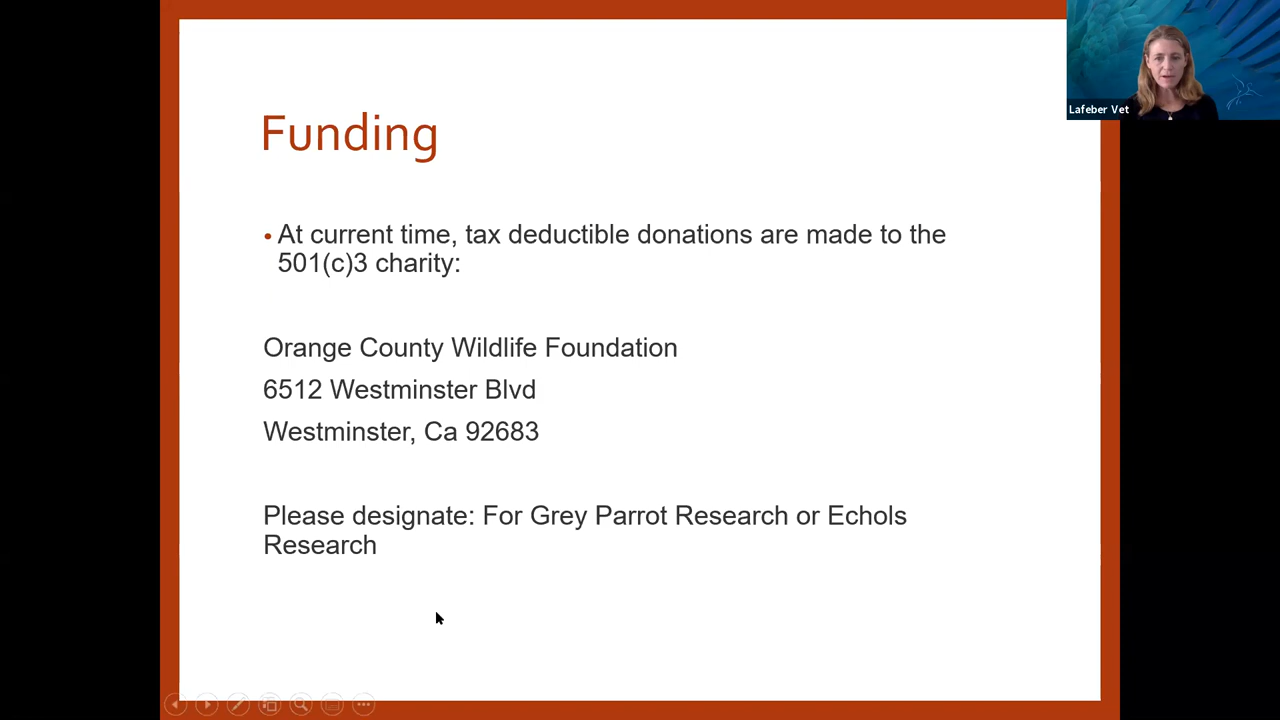 Funding
• At current time, tax deductible donations are made to the
501(c)3 charity:
Orange County Wildlife Foundation
6512 Westminster Blvd
Westminster, Ca 92683
Please designate: For Grey Parrot Research or Echols
Research
Lafeber Vet